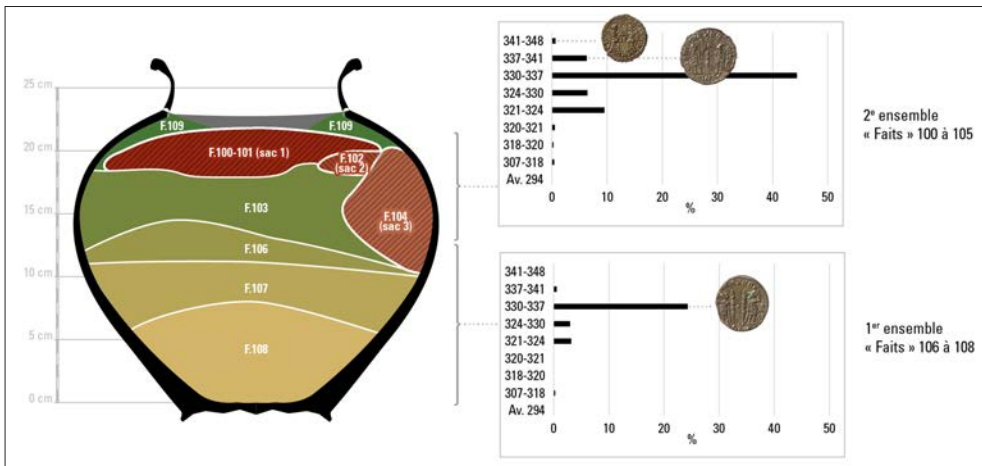 25 cm
20 cm
15 cm
10 cm
5 cm
0 cm
F.109
F.109
F.100-101 (sac 1)
F.102
(sac 2)
F.103
F.104
(sac 3)
F.106
F.107
F.108
341-348
337-341
330-337
324-330
321-324
320-321
318-320
307-318
Av. 294
0 10 20 30 40 50
%
2e ensemble
« Faits » 100 à 105
341-348
337-341
330-337
324-330
321-324
320-321
318-320
307-318
Av. 294
0 10 20 30 40 50
%
1er ensemble
« Faits » 106 à 108